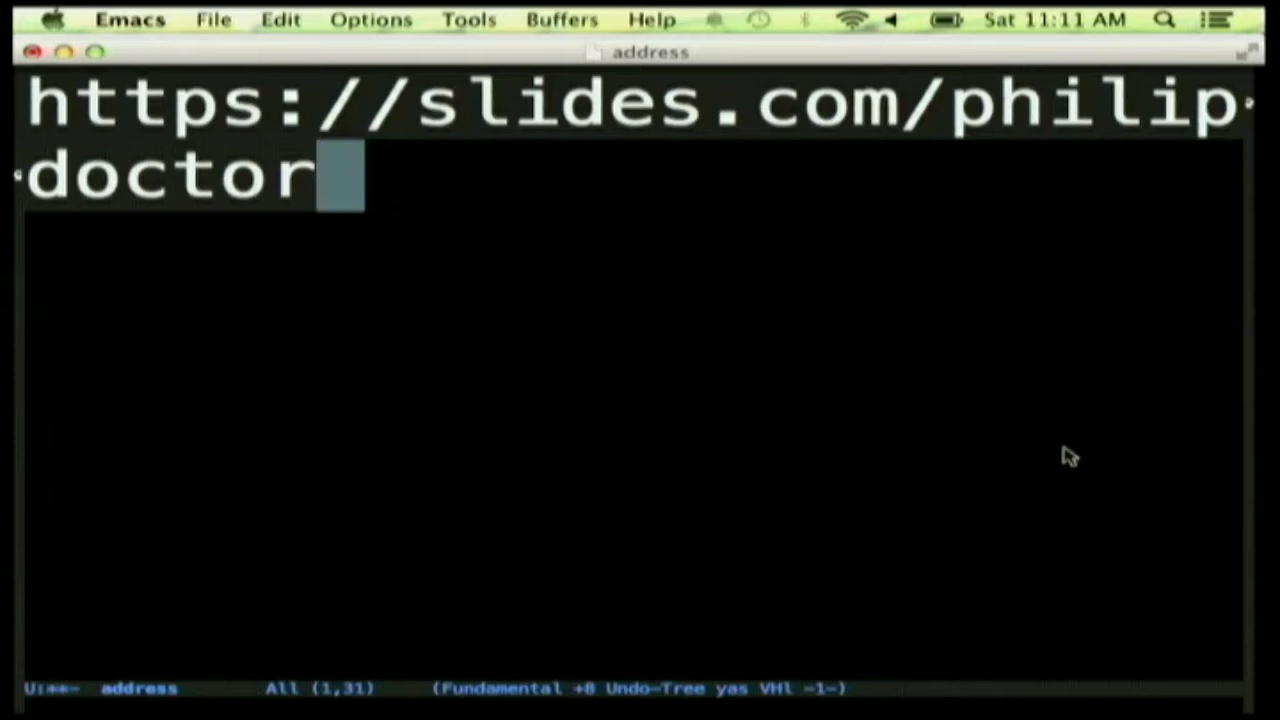 Emacs File Edit Options Tools Buffers Help Sat 11:11 AM
address
https://slides.com/philip
doctor
U:**- address All (1,31) (Fundamental +8 Undo-Tree yas VHl -1-)